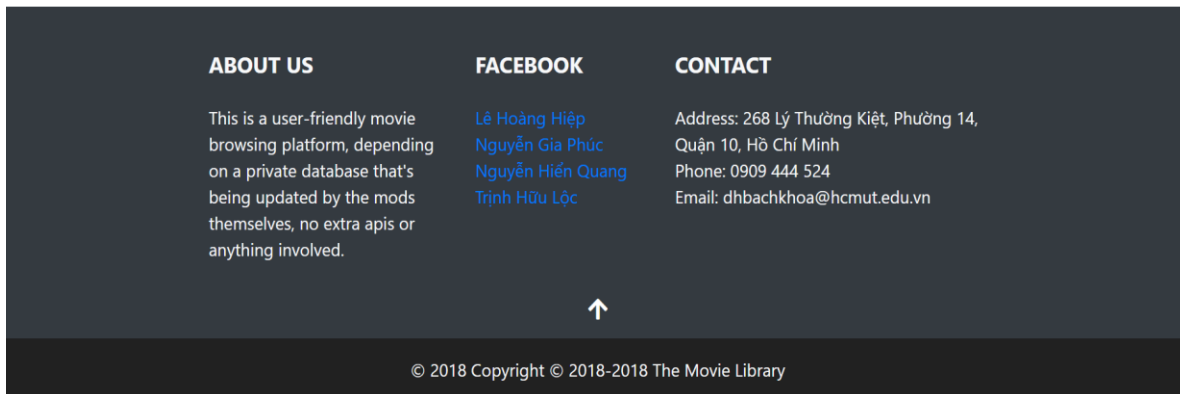 ABOUT US
This is a user-friendly movie
browsing platform, depending
on a private database that's
being updated by the mods
themselves, no extra apis or
anything involved.
FACEBOOK
Lê Hoàng Hiệp
Nguyễn Gia Phúc
Nguyễn Hiển Quang
Trịnh Hữu Lộc
CONTACT
Address: 268 Lý Thường Kiệt, Phường 14,
Quận 10, Hồ Chí Minh
Phone: 0909 444 524
Email: dhbachkhoa@hcmut.edu.vn
© 2018 Copyright © 2018-2018 The Movie Library